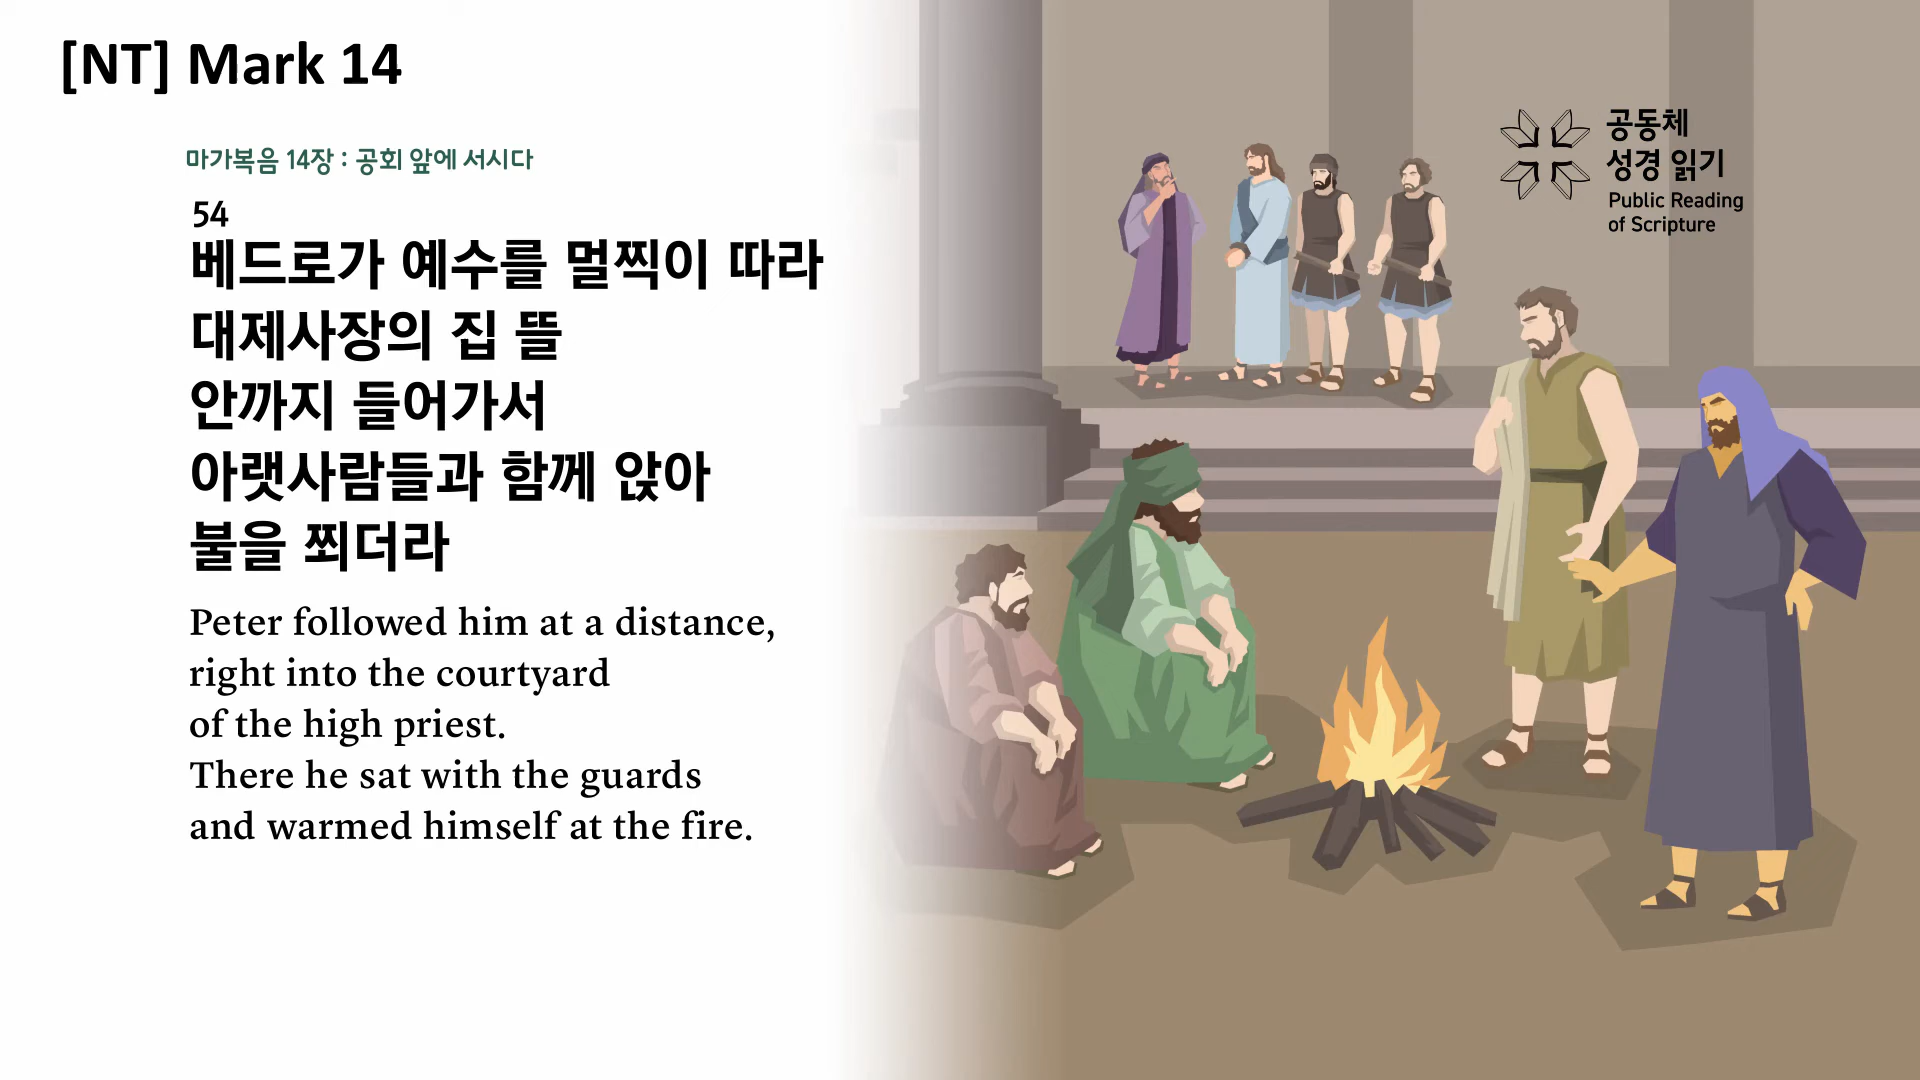 [NT] Mark 14
마가복음 14장 : 공회 앞에 서시다
54
베드로가 예수를 멀찍이 따라
대제사장의 집 뜰
안까지 들어가서
아랫사람들과 함께 앉아
불을 쬐더라
Peter followed him at a distance,
right into the courtyard
of the high priest.
There he sat with the guards
and warmed himself at the fire.
공동체
성경 읽기
Public Reading
of Scripture